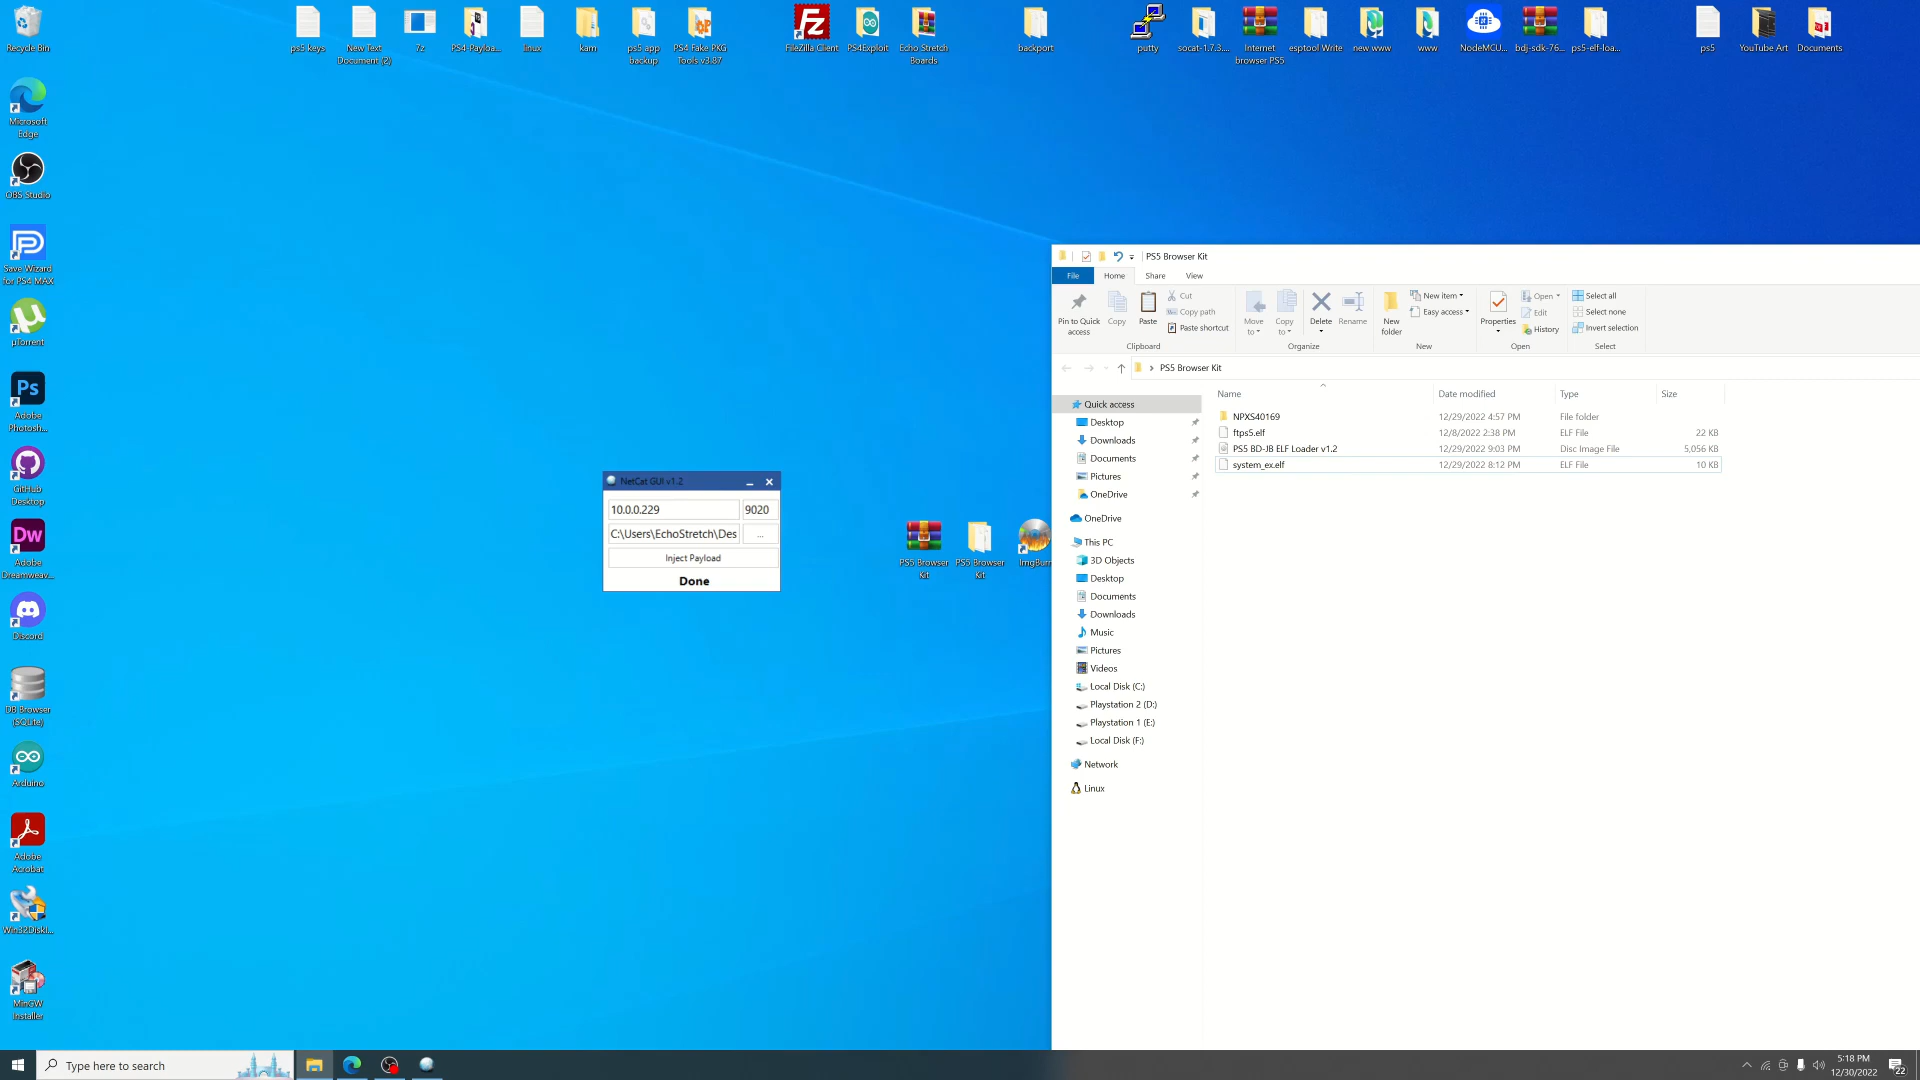 Recycle Bin
ps5 keys
New Text
Document (2)
7z
PS4-Payloa...
linux
kam
ps5 app
backup
PS4 Fake PKG
Tools v3.87
FileZilla Client
PS4Exploit
Echo Stretch
Boards
backport
putty
socat-1.7.3....
Internet
browser PS5
esptool Write
new www
www
NodeMCU...
bdj-sdk-76...
ps5-elf-loa...
ps5
YouTube Art
Documents
Microsoft
Edge
OBS Studio
Save Wizard
for PS4 MAX
µTorrent
Adobe
Photosh...
GitHub
Desktop
Adobe
Dreamweav...
Discord
DB Browser
(SQLite)
Arduino
Adobe
Acrobat
Win32DiskI...
MinGW
Installer
NetCat GUI v1.2
10.0.0.229
9020
C:\Users\EchoStretch\Des
...
Inject Payload
Done
PS5 Browser
Kit
PS5 Browser
Kit
ImgBurn
PS5 Browser Kit
File
Home
Share
View
Pin to Quick
access
Copy
Paste
Cut
Copy path
Paste shortcut
Clipboard
Move
to
Copy
to
Delete
Rename
Organize
New
folder
New item
Easy access
New
Properties
Open
Edit
History
Open
Select all
Select none
Invert selection
Select
PS5 Browser Kit
Name
Date modified
Type
Size
NPXS40169
12/29/2022 4:57 PM
File folder
ftps5.elf
12/8/2022 2:38 PM
ELF File
22 KB
PS5 BD-JB ELF Loader v1.2
12/29/2022 9:03 PM
Disc Image File
5,056 KB
system_ex.elf
12/29/2022 8:12 PM
ELF File
10 KB
Quick access
Desktop
Downloads
Documents
Pictures
OneDrive
OneDrive
This PC
3D Objects
Desktop
Documents
Downloads
Music
Pictures
Videos
Local Disk (C:)
Playstation 2 (D:)
Playstation 1 (E:)
Local Disk (F:)
Network
Linux
Type here to search
5:18 PM
12/30/2022
22